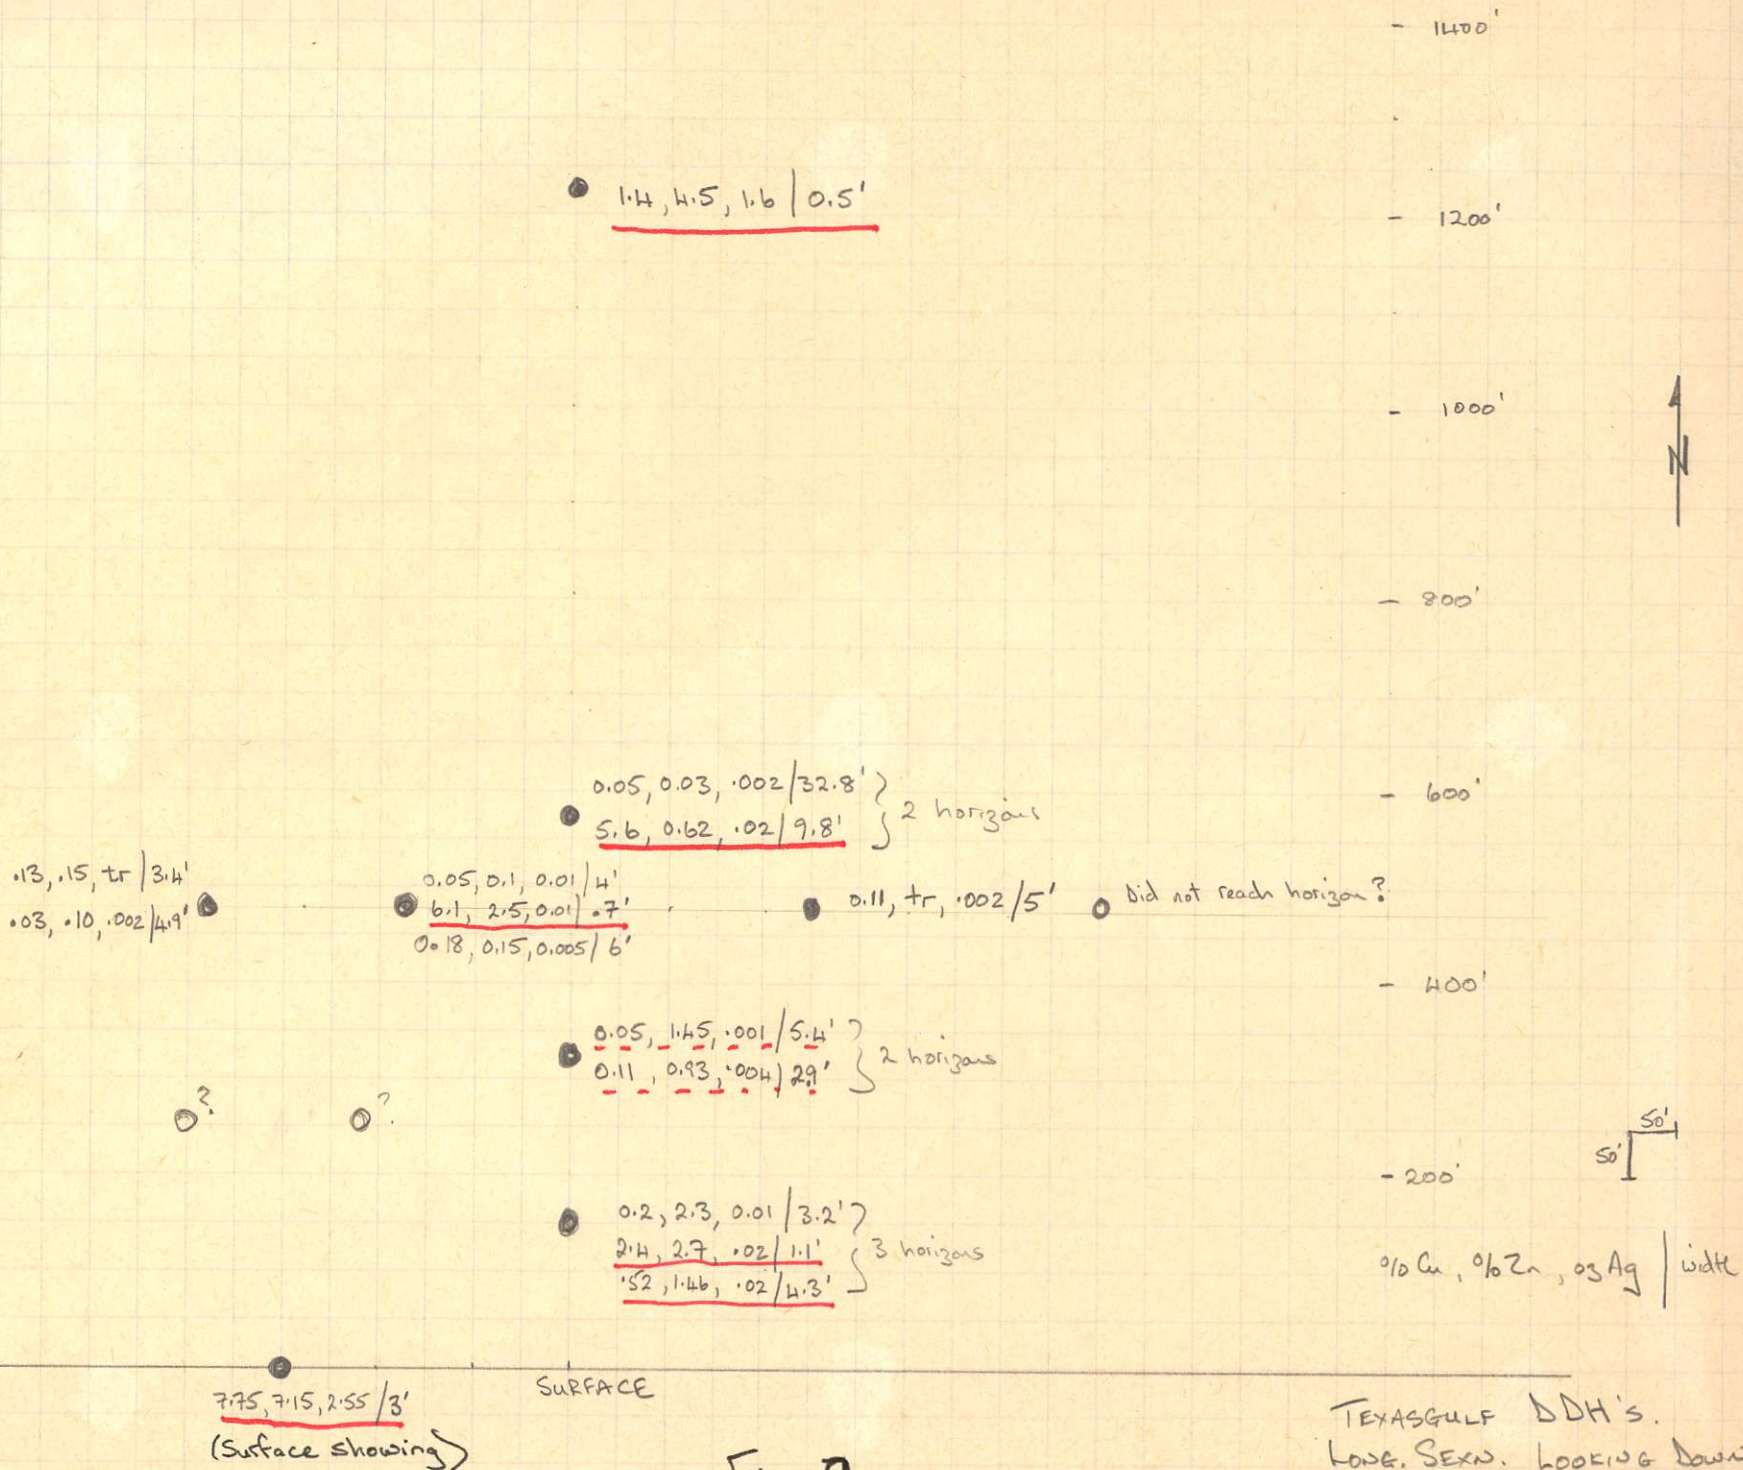 - 1400'
1.4, 4.5, 1.6 | 0.5'
- 1200'
- 1000'
N
- 800'
0.05, 0.03, .002/32.8'
5.6, 0.62, .02/9.8'
2 horizons
- 600'
.13, .15, tr/3.4'
.03, .10, .002/4.9'
0.05, 0.1, 0.01/4'
6.1, 2.5, 0.01/.7'
0.18, 0.15, 0.005/6'
0.11, tr, .002/5'
Did not reach horizon?
- 400'
0.05, 1.45, .001/5.4'
0.11, 0.93, .004/2.9'
2 horizons
?
?
50'
50'
- 200'
0.2, 2.3, 0.01/3.2'
2.4, 2.7, .02/1.1'
.52, 1.46, .02/4.3'
3 horizons
% Cu, % Zn, oz Ag | width
SURFACE
7.75, 7.15, 2.55/3'
(Surface showing)
TEXASGULF DDH's.
LONG. SEXN. LOOKING DOWN